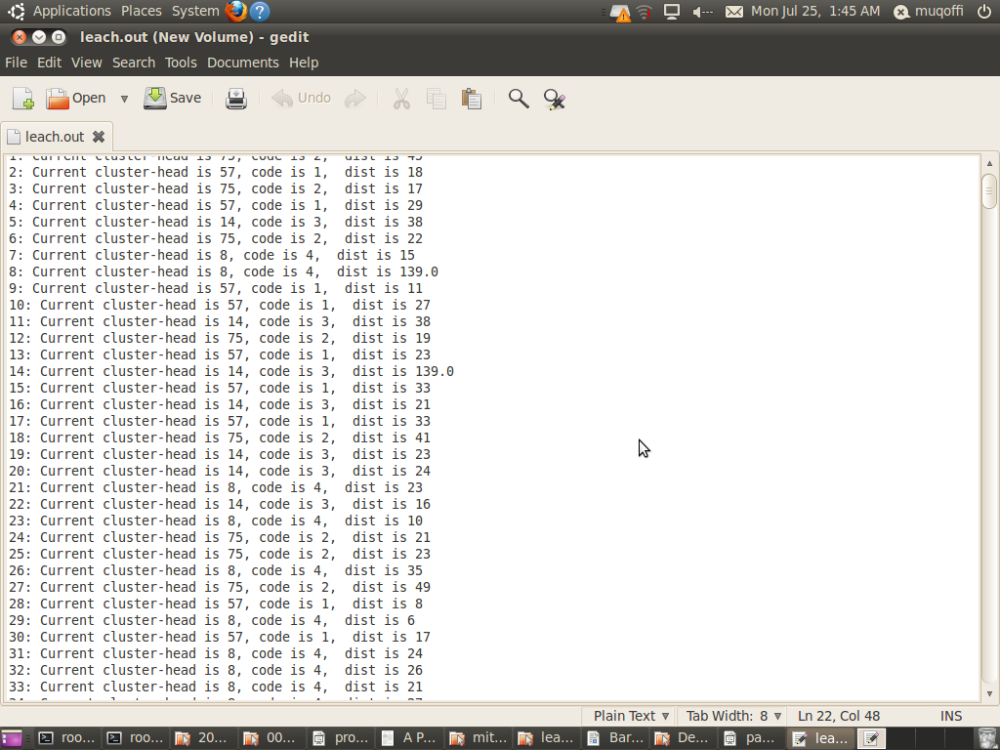 Applications Places System ? Mon Jul 25, 1:45 AM muqoffi
leach.out (New Volume) - gedit
File Edit View Search Tools Documents Help
Open Save Undo
leach.out
1: Current cluster-head is 75, code is 2,  dist is 45
2: Current cluster-head is 57, code is 1,  dist is 18
3: Current cluster-head is 75, code is 2,  dist is 17
4: Current cluster-head is 57, code is 1,  dist is 29
5: Current cluster-head is 14, code is 3,  dist is 38
6: Current cluster-head is 75, code is 2,  dist is 22
7: Current cluster-head is 8, code is 4,  dist is 15
8: Current cluster-head is 8, code is 4,  dist is 139.0
9: Current cluster-head is 57, code is 1,  dist is 11
10: Current cluster-head is 57, code is 1,  dist is 27
11: Current cluster-head is 14, code is 3,  dist is 38
12: Current cluster-head is 75, code is 2,  dist is 19
13: Current cluster-head is 57, code is 1,  dist is 23
14: Current cluster-head is 14, code is 3,  dist is 139.0
15: Current cluster-head is 57, code is 1,  dist is 33
16: Current cluster-head is 14, code is 3,  dist is 21
17: Current cluster-head is 57, code is 1,  dist is 33
18: Current cluster-head is 75, code is 2,  dist is 41
19: Current cluster-head is 14, code is 3,  dist is 23
20: Current cluster-head is 14, code is 3,  dist is 24
21: Current cluster-head is 8, code is 4,  dist is 23
22: Current cluster-head is 14, code is 3,  dist is 16
23: Current cluster-head is 8, code is 4,  dist is 10
24: Current cluster-head is 75, code is 2,  dist is 21
25: Current cluster-head is 75, code is 2,  dist is 23
26: Current cluster-head is 8, code is 4,  dist is 35
27: Current cluster-head is 75, code is 2,  dist is 49
28: Current cluster-head is 57, code is 1,  dist is 8
29: Current cluster-head is 8, code is 4,  dist is 6
30: Current cluster-head is 57, code is 1,  dist is 17
31: Current cluster-head is 8, code is 4,  dist is 24
32: Current cluster-head is 8, code is 4,  dist is 26
33: Current cluster-head is 8, code is 4,  dist is 21
Plain Text Tab Width: 8 Ln 22, Col 48 INS
roo... roo... 20... 00... pro... A P... mit... lea... Bar... De... pa... lea...